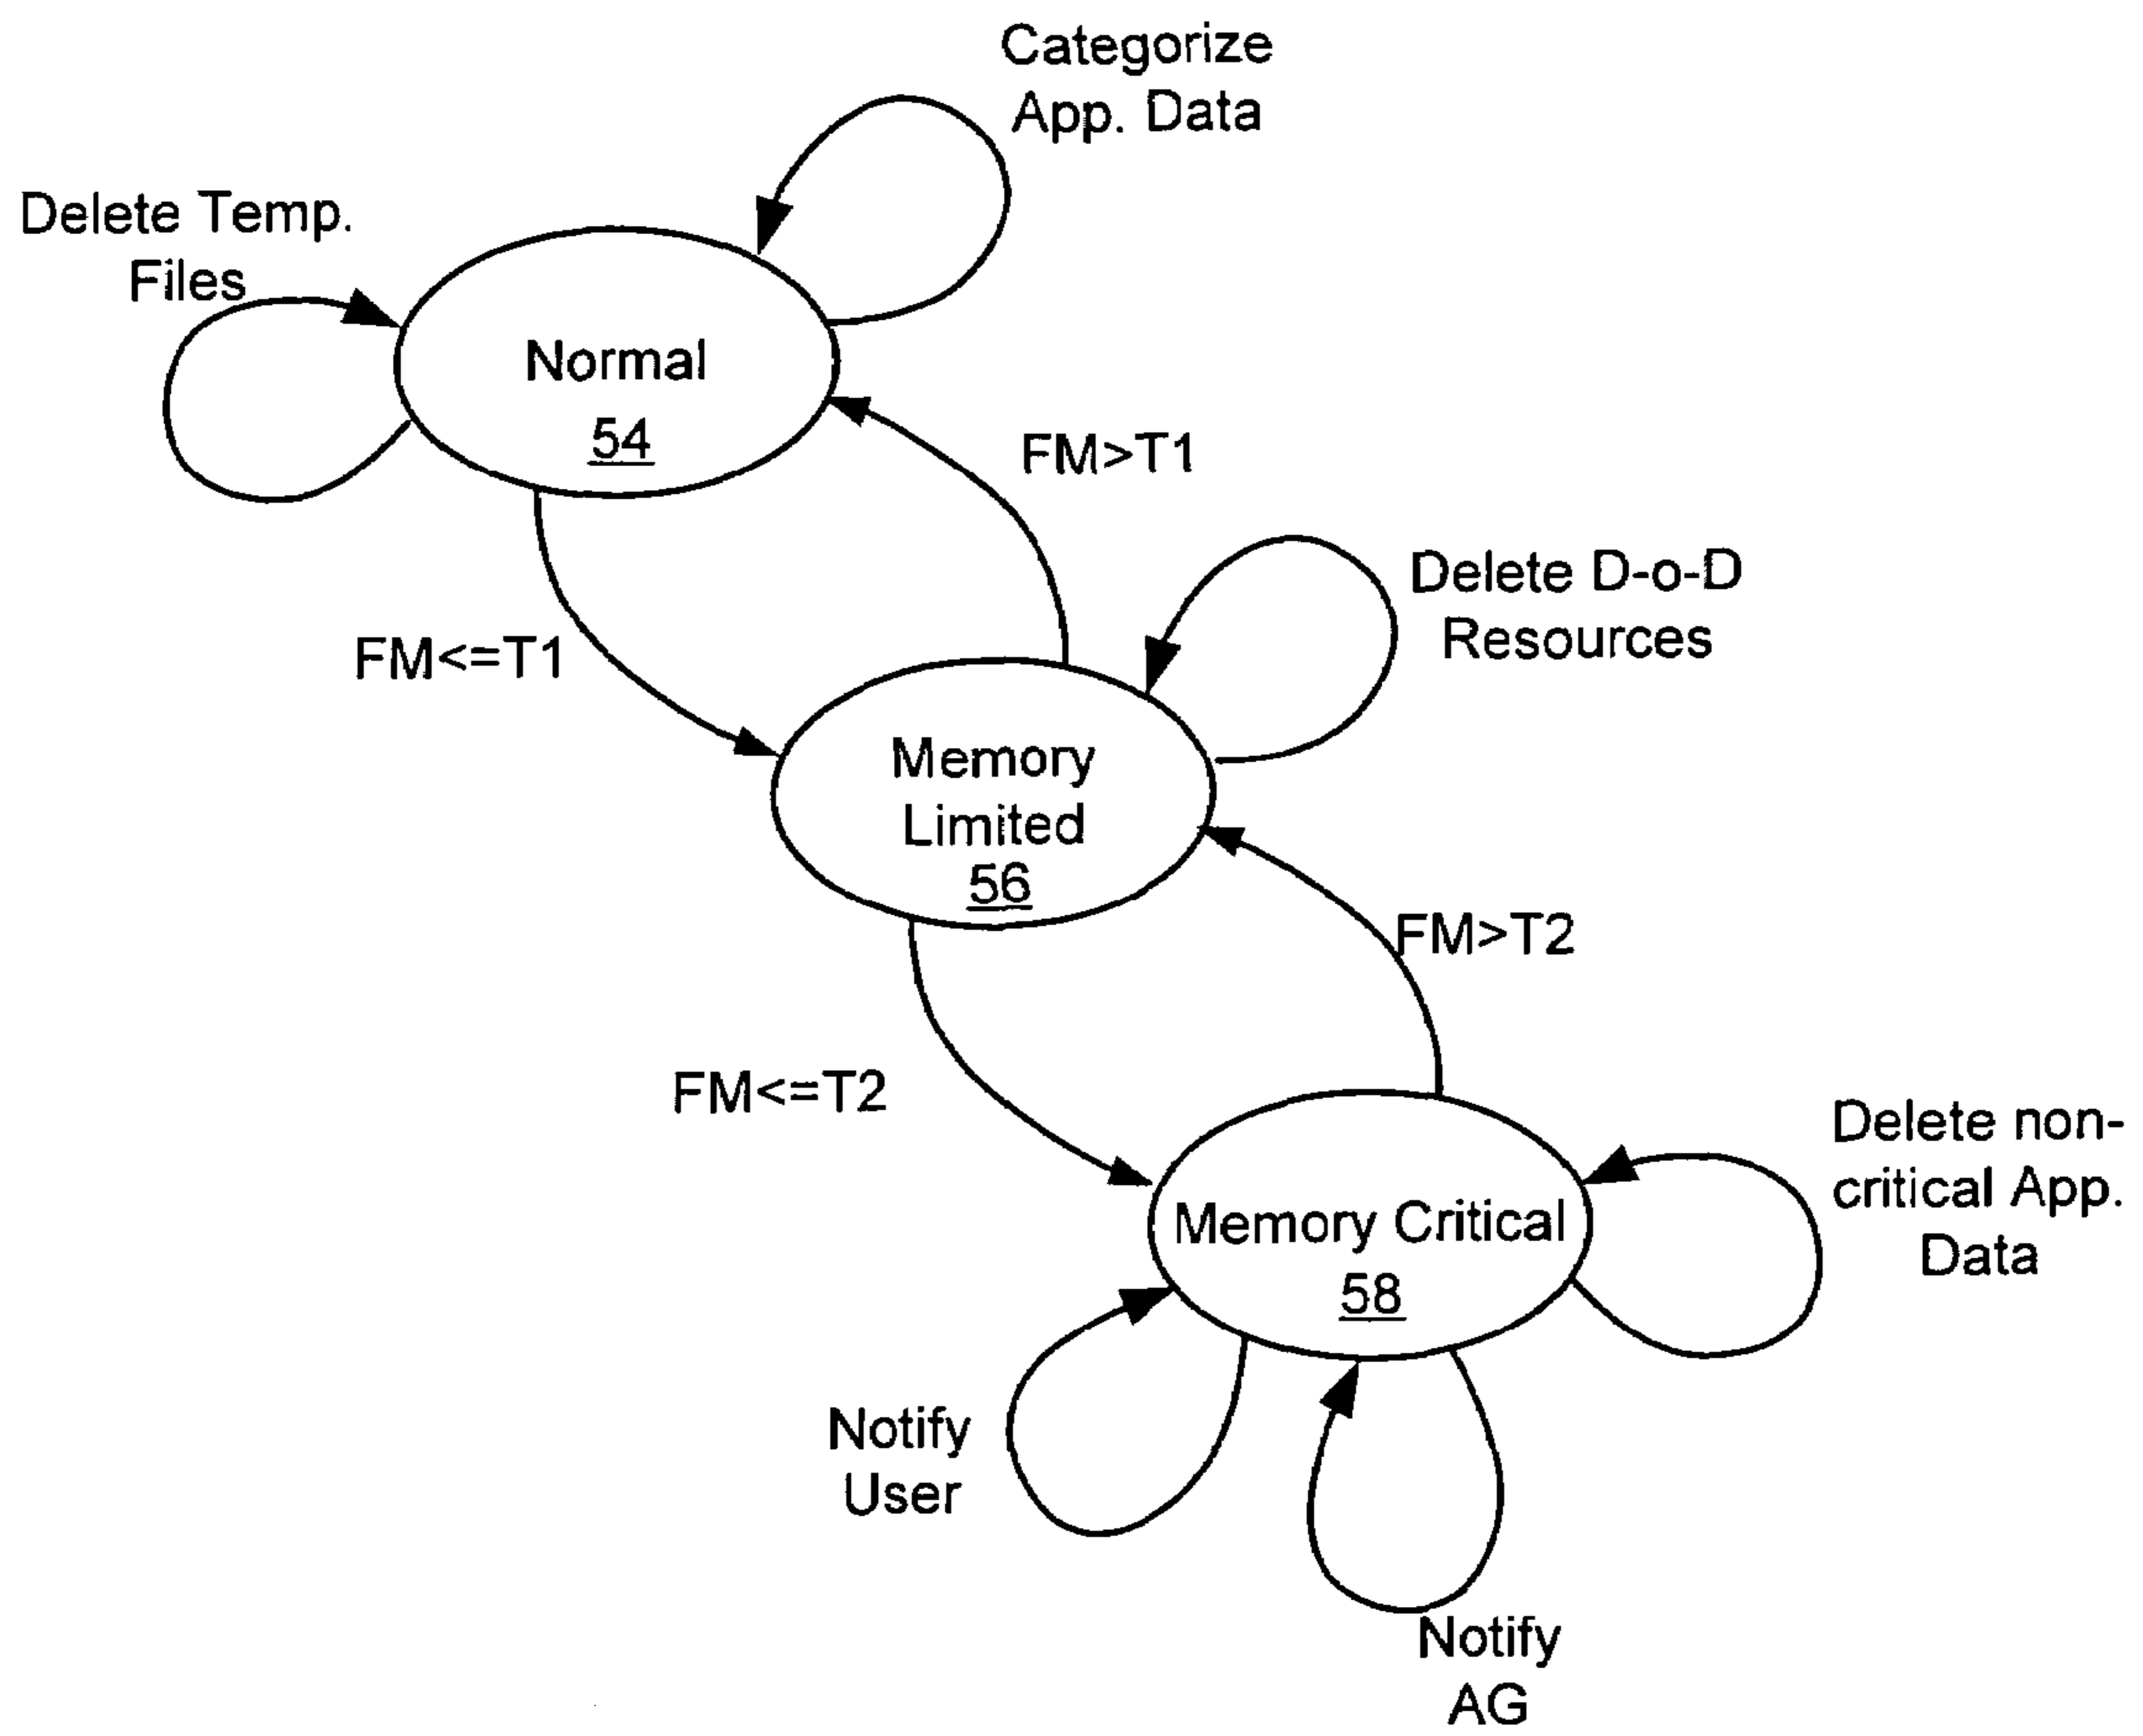 Categorize
App. Data
Delete Temp.
Files
Normal
54
FM>T1
FM<=T1
Delete D-o-D
Resources
Memory
Limited
56
FM>T2
FM<=T2
Delete non-
critical App.
Data
Memory Critical
58
Notify
User
Notify
AG